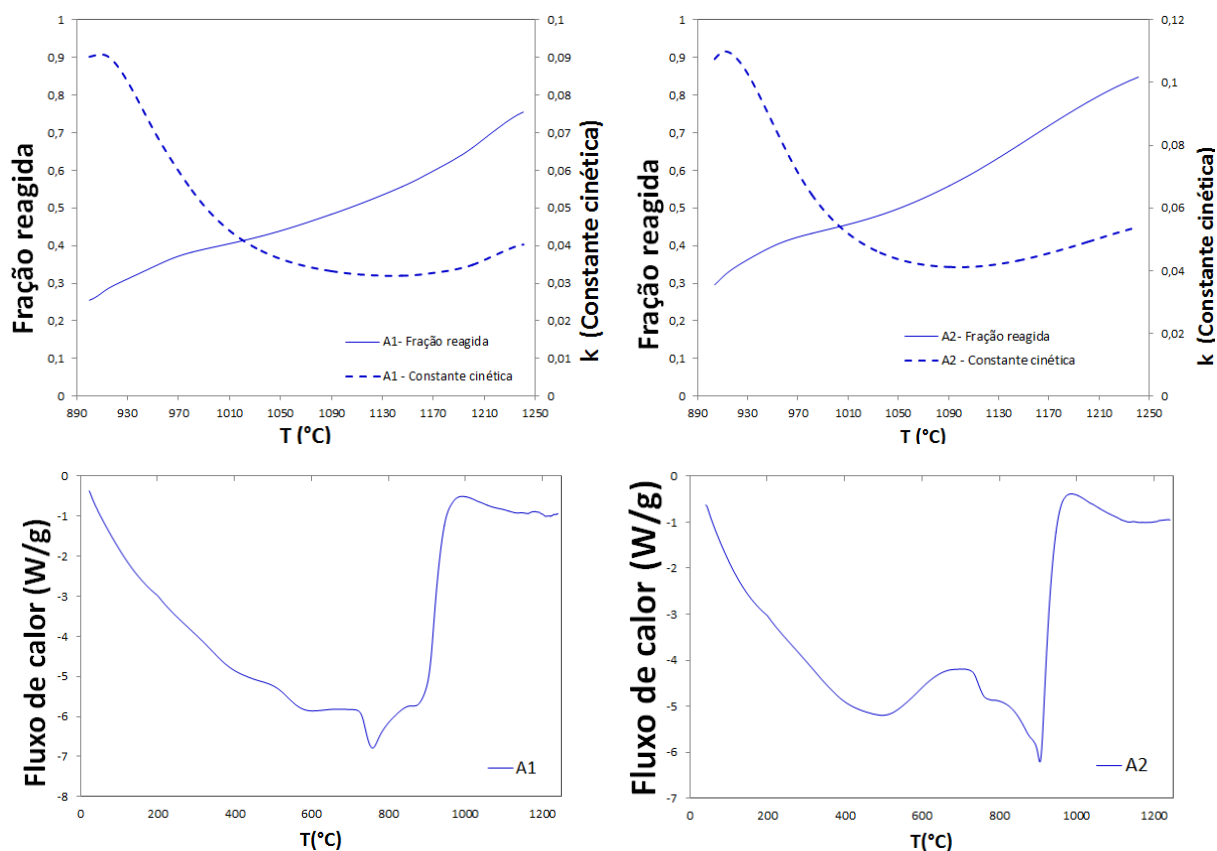 Fração reagida
1
0,9
0,8
0,7
0,6
0,5
0,4
0,3
0,2
0,1
0
0,1
0,09
0,08
0,07
0,06
0,05
0,04
0,03
0,02
0,01
0
k (Constante cinética)
A1- Fração reagida
A1 - Constante cinética
890 930 970 1010 1050 1090 1130 1170 1210 1250
T (°C)
Fração reagida
1
0,9
0,8
0,7
0,6
0,5
0,4
0,3
0,2
0,1
0
0,12
0,1
0,08
0,06
0,04
0,02
0
k (Constante cinética)
A2- Fração reagida
A2 - Constante cinética
890 930 970 1010 1050 1090 1130 1170 1210 1250
T (°C)
Fluxo de calor (W/g)
0
-1
-2
-3
-4
-5
-6
-7
-8
A1
0 200 400 600 800 1000 1200
T(°C)
Fluxo de calor (W/g)
0
-1
-2
-3
-4
-5
-6
-7
A2
0 200 400 600 800 1000 1200
T(°C)